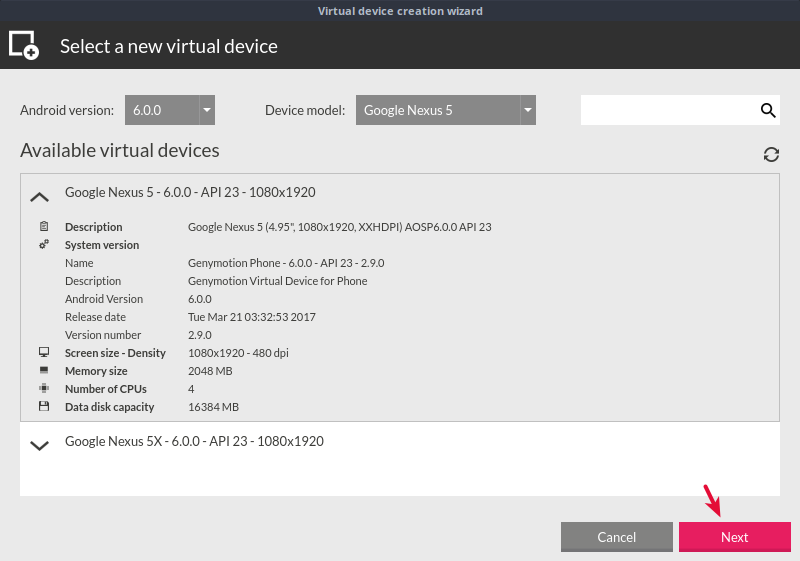 Virtual device creation wizard
Select a new virtual device
Android version: 6.0.0 Device model: Google Nexus 5
Available virtual devices
Google Nexus 5 - 6.0.0 - API 23 - 1080x1920
Description Google Nexus 5 (4.95", 1080x1920, XXHDPI) AOSP6.0.0 API 23
System version
Name Genymotion Phone - 6.0.0 - API 23 - 2.9.0
Description Genymotion Virtual Device for Phone
Android Version 6.0.0
Release date Tue Mar 21 03:32:53 2017
Version number 2.9.0
Screen size - Density 1080x1920 - 480 dpi
Memory size 2048 MB
Number of CPUs 4
Data disk capacity 16384 MB
Google Nexus 5X - 6.0.0 - API 23 - 1080x1920
Cancel Next